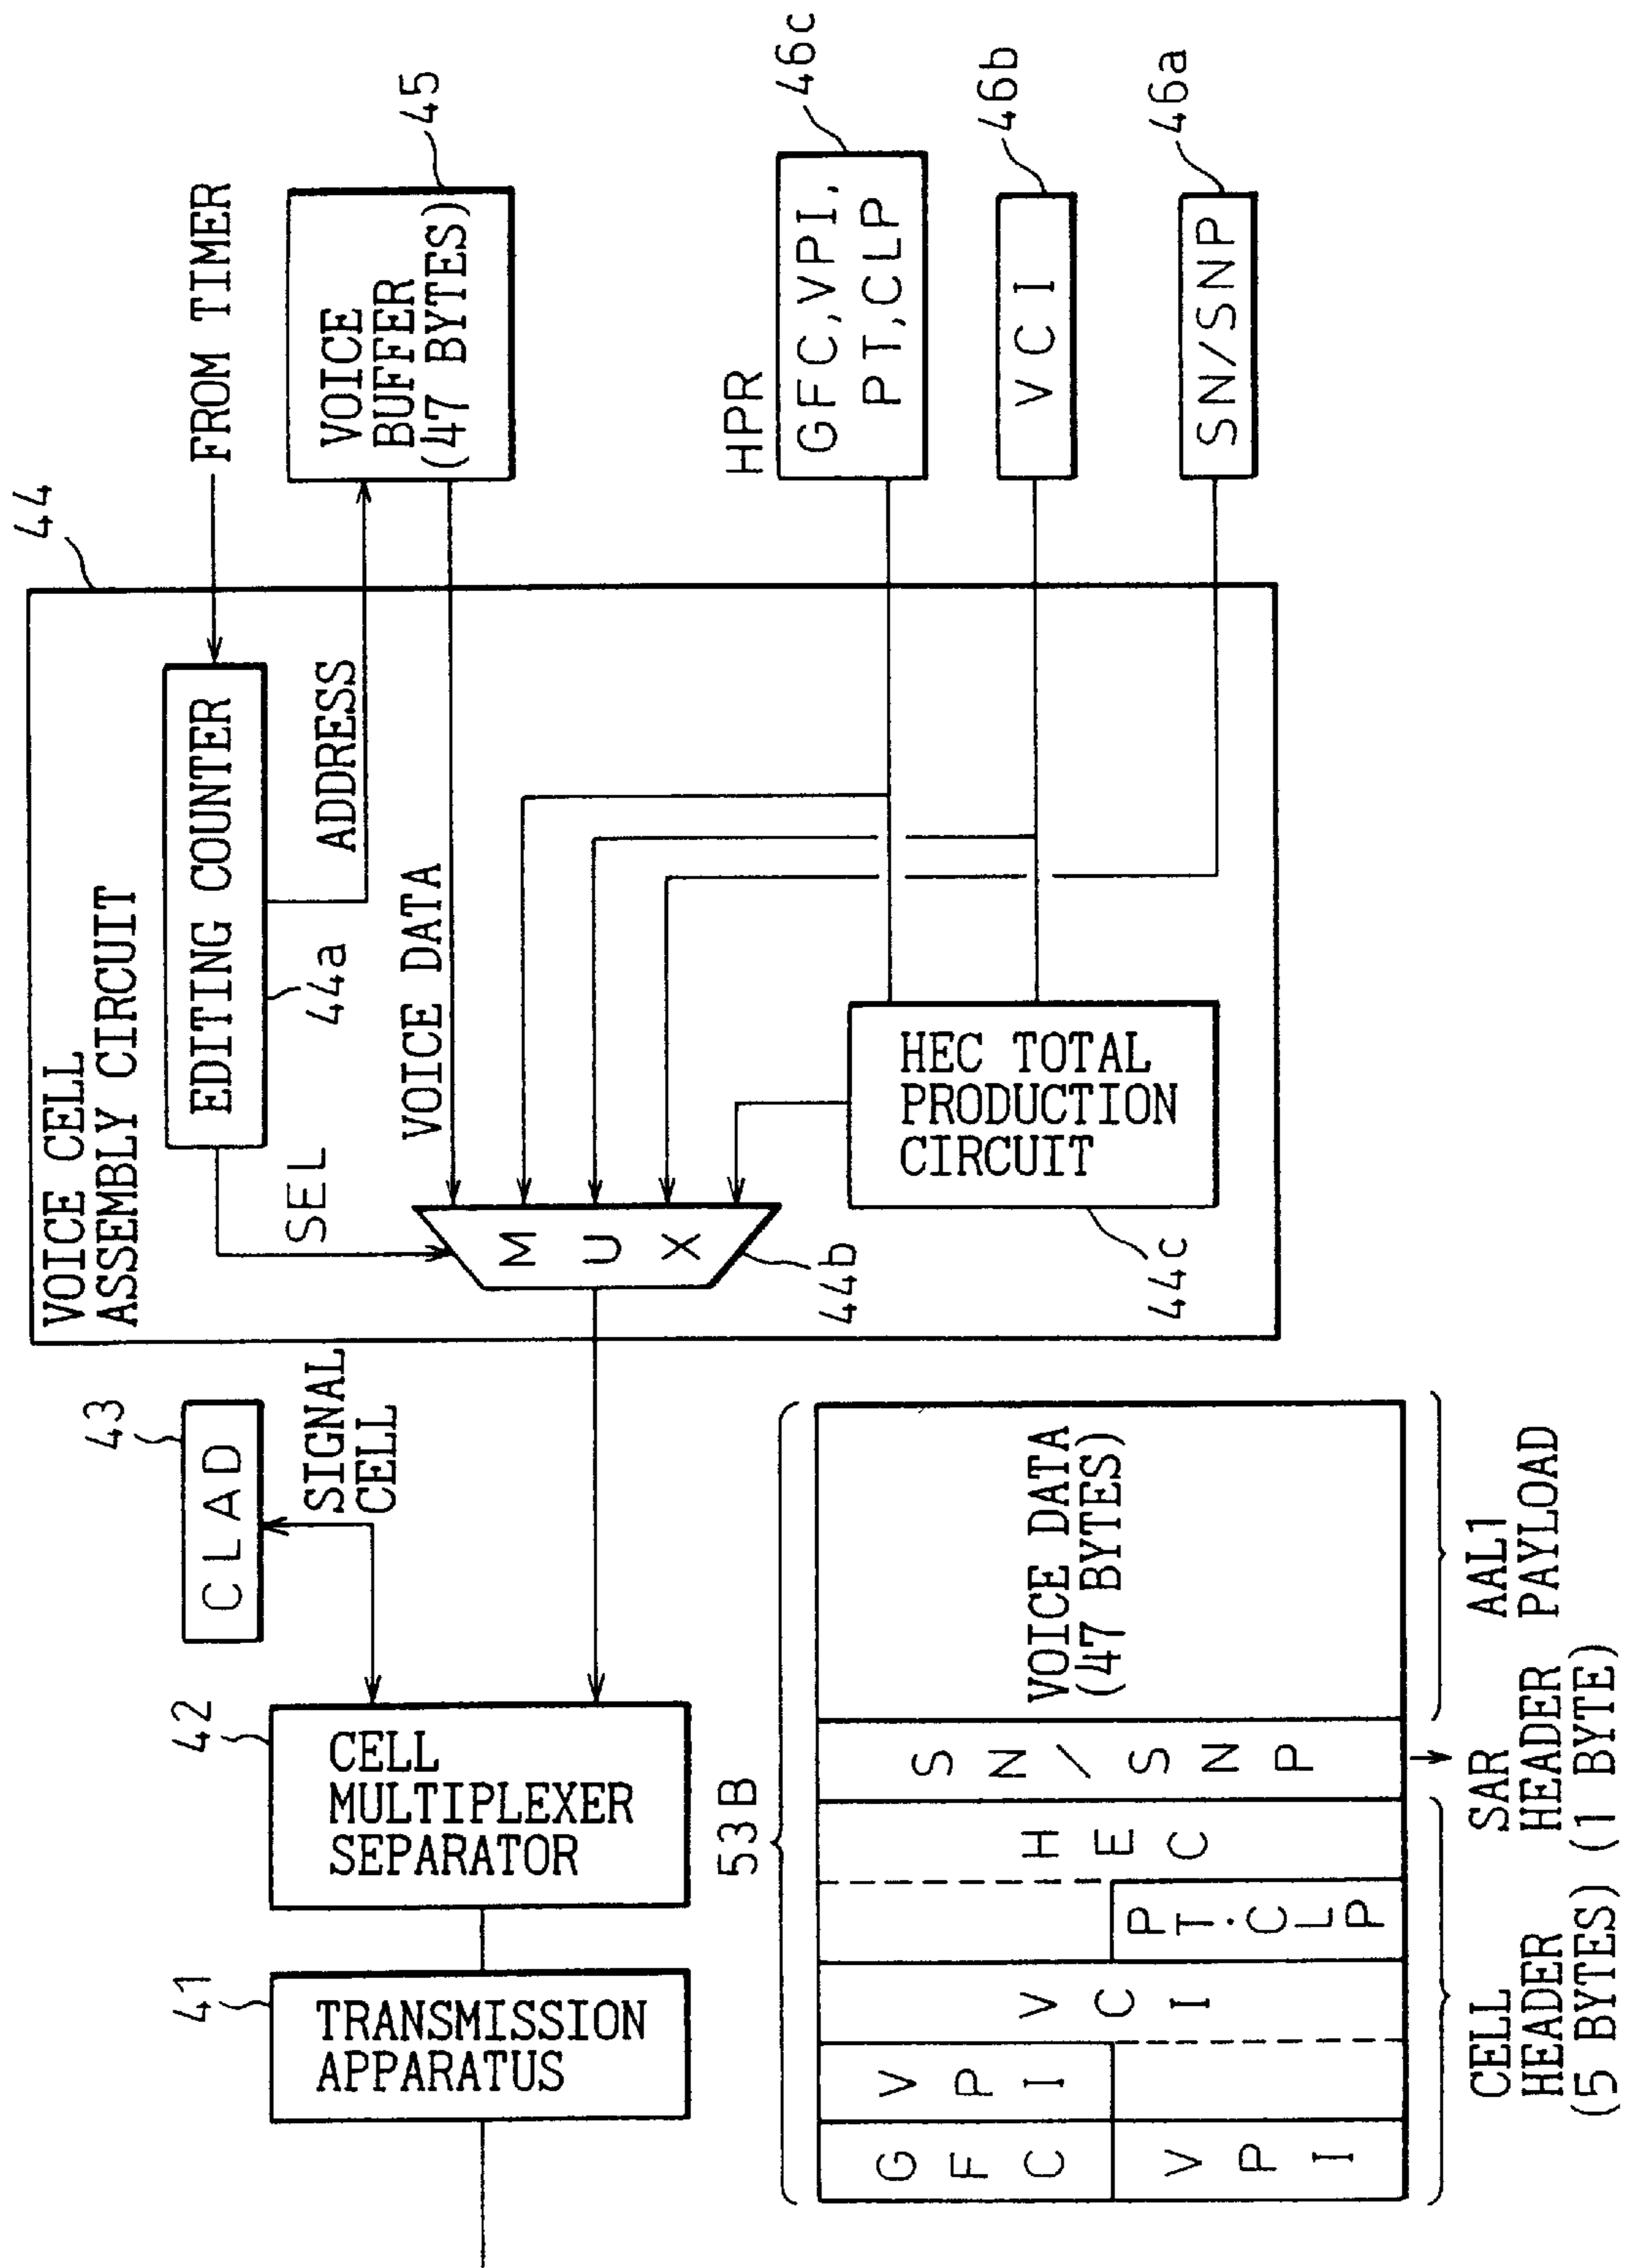 44
VOICE CELL
ASSEMBLY CIRCUIT
EDITING COUNTER
44a
FROM TIMER
SEL
ADDRESS
VOICE DATA
45
VOICE
BUFFER
(47 BYTES)
43
CLAD
SIGNAL
CELL
42
CELL
MULTIPLEXER
SEPARATOR
41
TRANSMISSION
APPARATUS
MUX
44b
HEC TOTAL
PRODUCTION
CIRCUIT
44c
HPR
GFC,VPI,
PT,CLP
46c
VCI
46b
SN/SNP
46a
53B
GFC
VPI
VPI
VCI
PT·CLP
HEC
SN/SNP
VOICE DATA
(47 BYTES)
CELL
HEADER
(5 BYTES)
SAR
HEADER
(1 BYTE)
AAL1
PAYLOAD